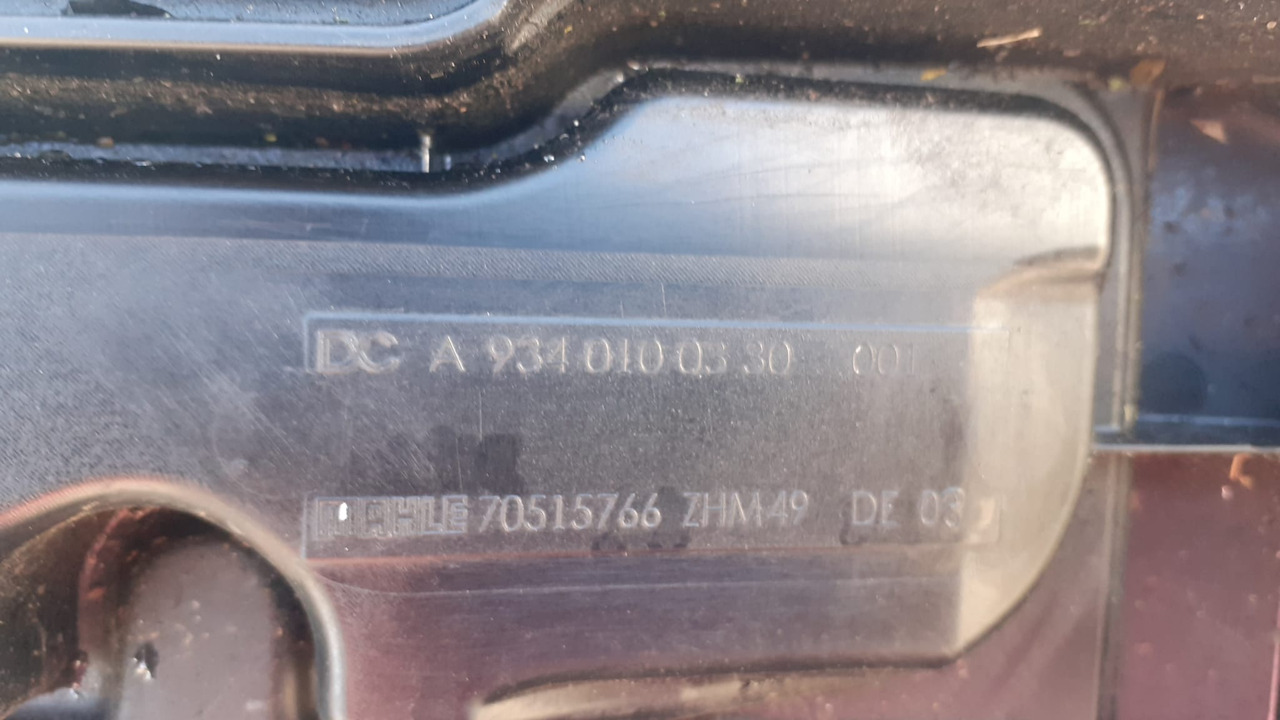 DC A 934 010 03 30 001
MAHLE 70515766 ZHM49 DE 03